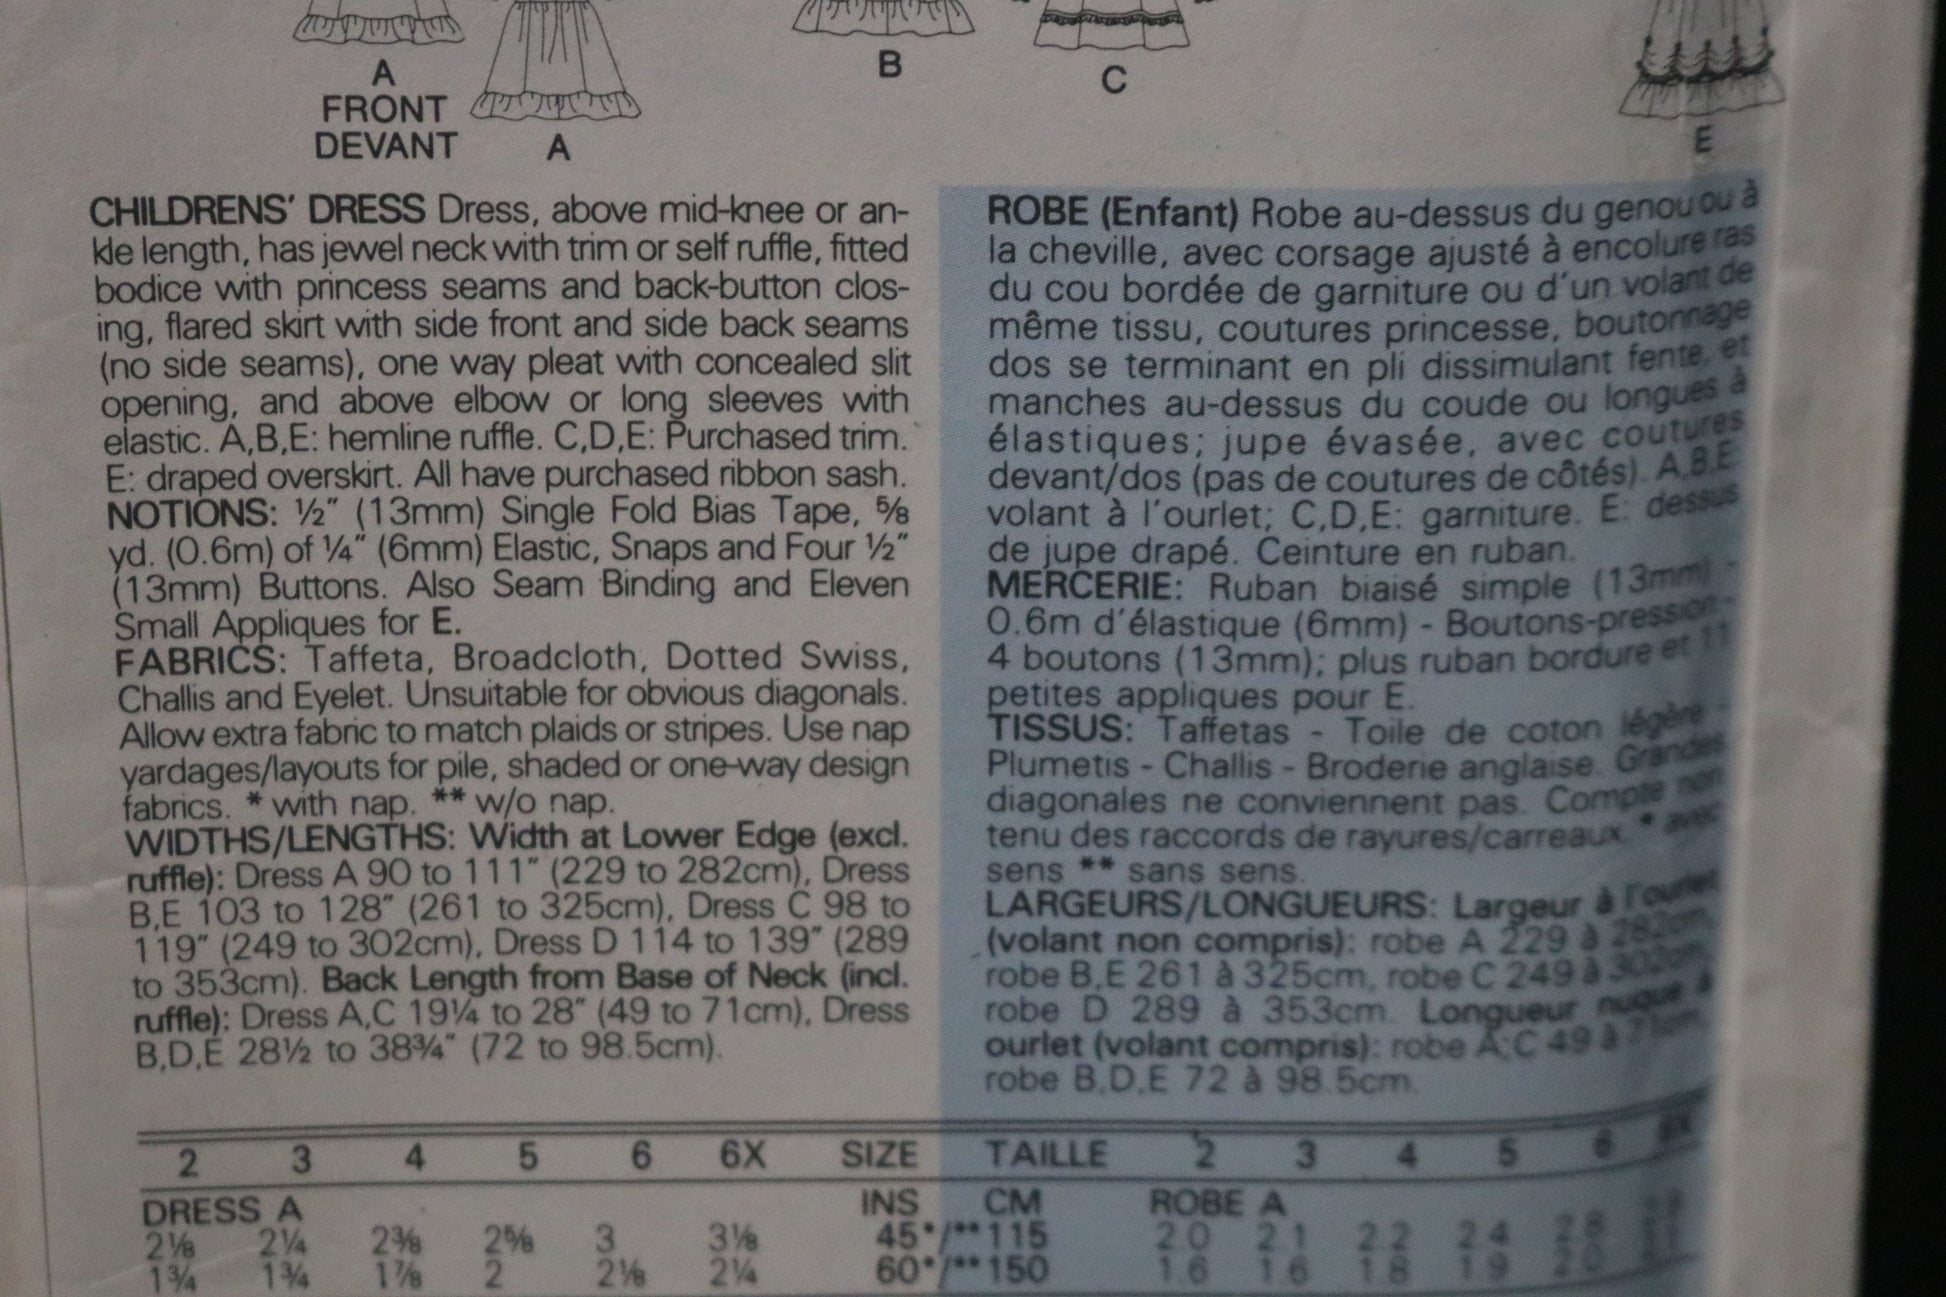 A
FRONT
DEVANT
A
B
C
E
CHILDRENS' DRESS Dress, above mid-knee or an-
kle length, has jewel neck with trim or self ruffle, fitted
bodice with princess seams and back-button clos-
ing, flared skirt with side front and side back seams
(no side seams), one way pleat with concealed slit
opening, and above elbow or long sleeves with
elastic. A,B,E: hemline ruffle. C,D,E: Purchased trim.
E: draped overskirt. All have purchased ribbon sash.
NOTIONS: ½" (13mm) Single Fold Bias Tape, ⅝
yd. (0.6m) of ¼" (6mm) Elastic, Snaps and Four ½"
(13mm) Buttons. Also Seam Binding and Eleven
Small Appliques for E.
FABRICS: Taffeta, Broadcloth, Dotted Swiss,
Challis and Eyelet. Unsuitable for obvious diagonals.
Allow extra fabric to match plaids or stripes. Use nap
yardages/layouts for pile, shaded or one-way design
fabrics. * with nap. ** w/o nap.
WIDTHS/LENGTHS: Width at Lower Edge (excl.
ruffle): Dress A 90 to 111" (229 to 282cm), Dress
B,E 103 to 128" (261 to 325cm), Dress C 98 to
119" (249 to 302cm), Dress D 114 to 139" (289
to 353cm). Back Length from Base of Neck (incl.
ruffle): Dress A,C 19¼ to 28" (49 to 71cm), Dress
B,D,E 28½ to 38¾" (72 to 98.5cm).
ROBE (Enfant) Robe au-dessus du genou ou à
la cheville, avec corsage ajusté à encolure ras
du cou bordée de garniture ou d'un volant de
même tissu, coutures princesse, boutonnage
dos se terminant en pli dissimulant fente, et
manches au-dessus du coude ou longues à
élastiques; jupe évasée, avec coutures
devant/dos (pas de coutures de côtés). A,B,E:
volant à l'ourlet; C,D,E: garniture. E: dessus
de jupe drapé. Ceinture en ruban.
MERCERIE: Ruban biaisé simple (13mm) -
0.6m d'élastique (6mm) - Boutons-pression -
4 boutons (13mm); plus ruban bordure et 11
petites appliques pour E.
TISSUS: Taffetas - Toile de coton légère -
Plumetis - Challis - Broderie anglaise. Grandes
diagonales ne conviennent pas. Compte non
tenu des raccords de rayures/carreaux. * avec
sens ** sans sens.
LARGEURS/LONGUEURS: Largeur à l'ourlet
(volant non compris): robe A 229 à 282cm,
robe B,E 261 à 325cm, robe C 249 à 302cm,
robe D 289 à 353cm. Longueur nuque à
ourlet (volant compris): robe A,C 49 à 71cm,
robe B,D,E 72 à 98.5cm.
2 3 4 5 6 6X SIZE TAILLE 2 3 4 5 6 6X
DRESS A INS CM ROBE A
2⅛ 2¼ 2⅜ 2⅝ 3 3⅛ 45*/**115 2.0 2.1 2.2 2.4
1¾ 1¾ 1⅞ 2 2⅛ 2¼ 60*/**150 1.6 1.6 1.8 1.9